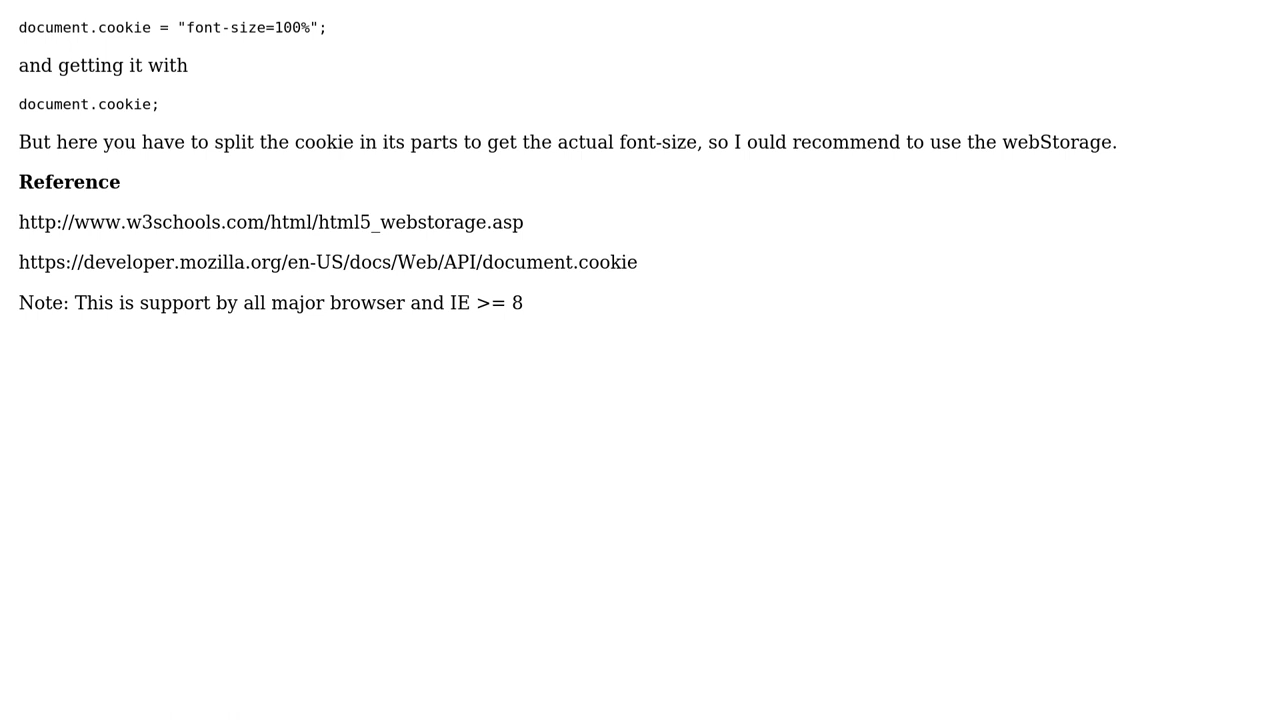 document.cookie = "font-size=100%";
and getting it with
document.cookie;
But here you have to split the cookie in its parts to get the actual font-size, so I ould recommend to use the webStorage.
Reference
http://www.w3schools.com/html/html5_webstorage.asp
https://developer.mozilla.org/en-US/docs/Web/API/document.cookie
Note: This is support by all major browser and IE >= 8